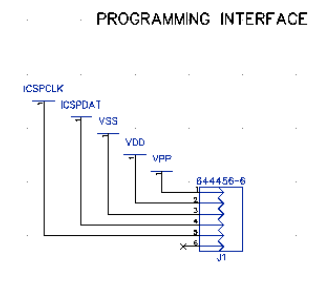 PROGRAMMING INTERFACE
ICSPCLK
ICSPDAT
VSS
VDD
VPP
644456-6
1
2
3
4
5
6
J1